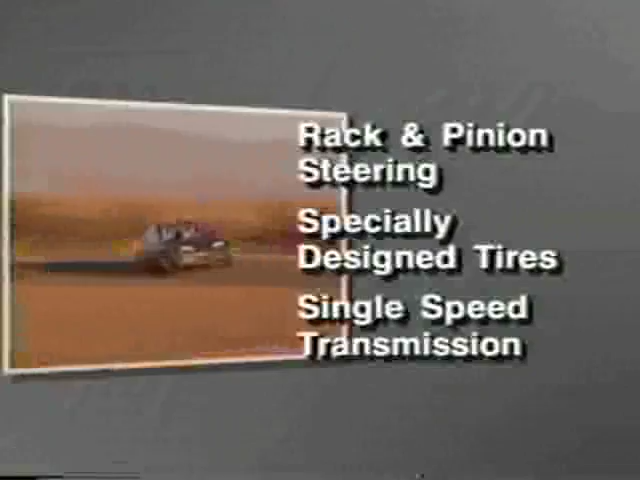 Rack & Pinion
Steering
Specially
Designed Tires
Single Speed
Transmission